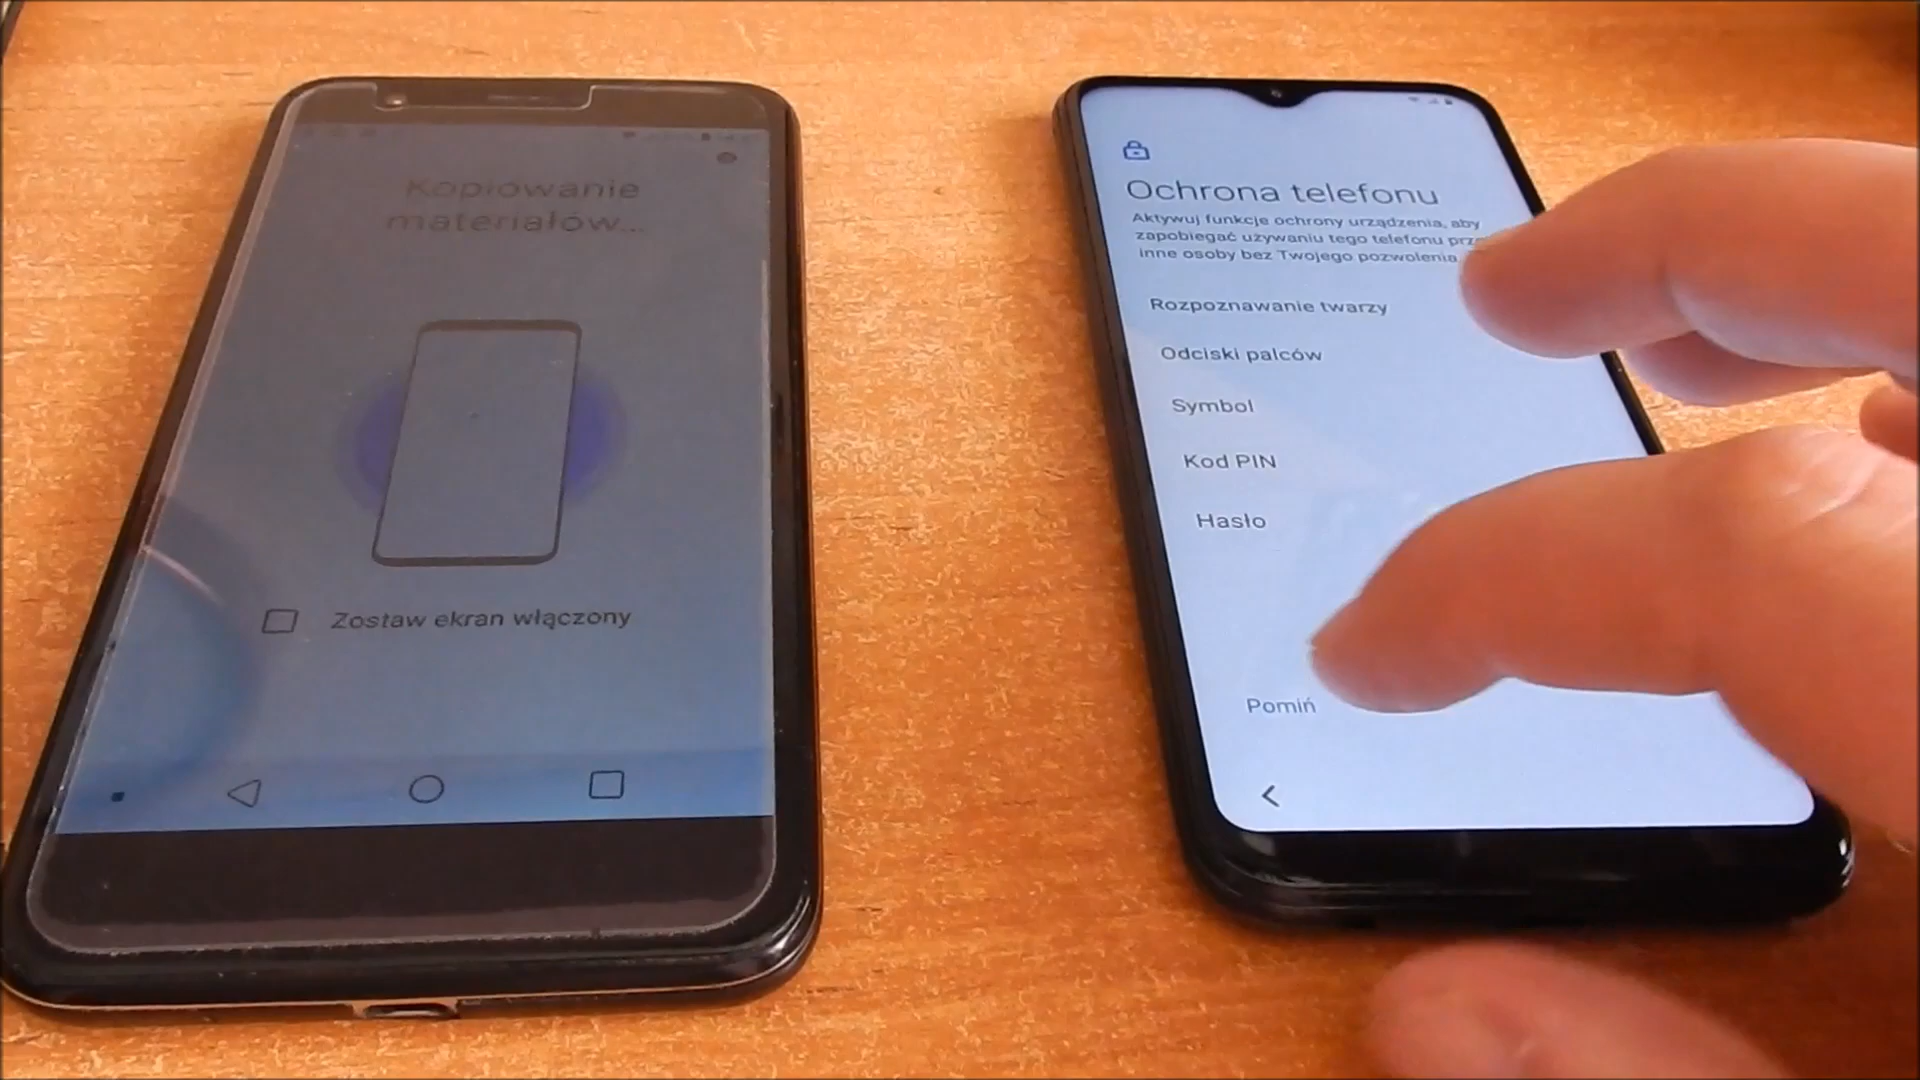 Kopiowanie
materiałów...
Zostaw ekran włączony
Ochrona telefonu
Aktywuj funkcje ochrony urządzenia, aby
zapobiegać używaniu tego telefonu
inne osoby bez Twojego pozwolenia
Rozpoznawanie twarzy
Odciski palców
Symbol
Kod PIN
Hasło
Pomiń